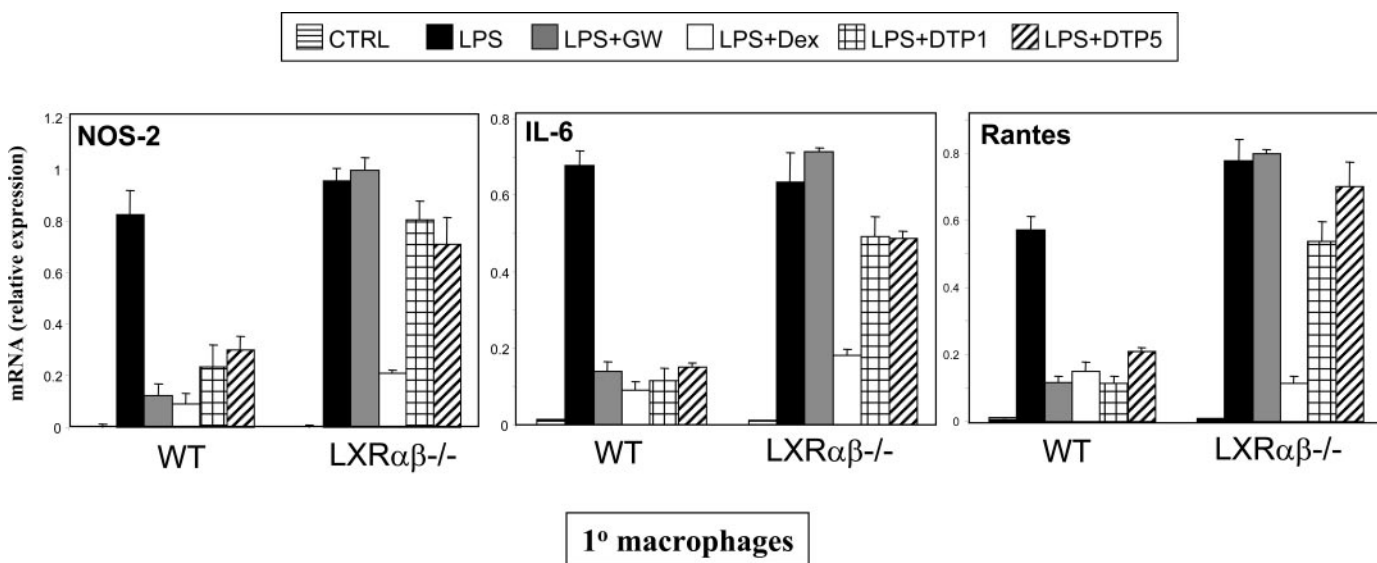 CTRL LPS LPS+GW LPS+Dex LPS+DTP1 LPS+DTP5
mRNA (relative expression)
NOS-2
1.2
1
0.8
0.6
0.4
0.2
0
WT LXRαβ-/-
IL-6
0.8
0.6
0.4
0.2
0
WT LXRαβ-/-
Rantes
0.8
0.6
0.4
0.2
0
WT LXRαβ-/-
1º macrophages